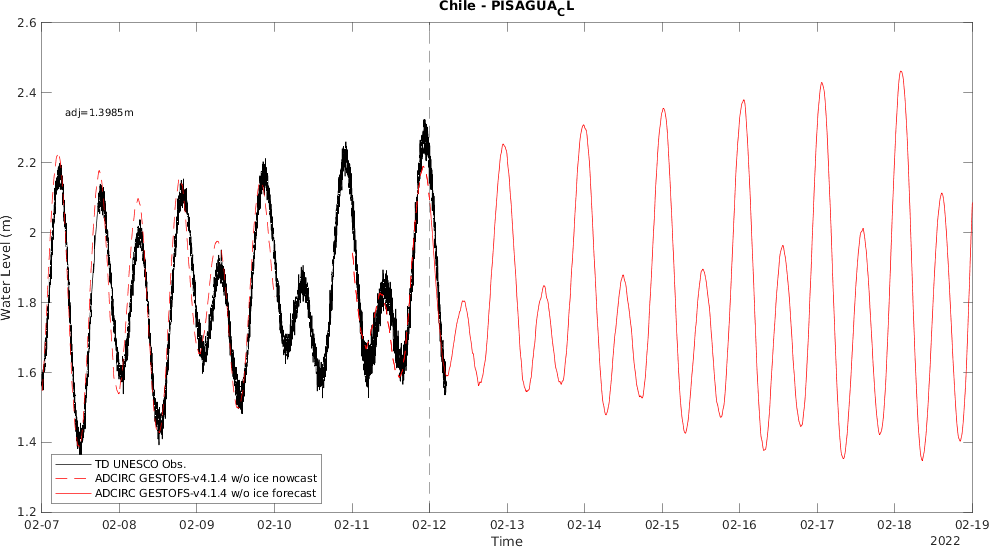 Chile - PISAGUA_CL
2.6
2.4
adj=1.3985m
2.2
2
Water Level (m)
1.8
1.6
1.4
TD UNESCO Obs.
ADCIRC GESTOFS-v4.1.4 w/o ice nowcast
ADCIRC GESTOFS-v4.1.4 w/o ice forecast
1.2
02-07 02-08 02-09 02-10 02-11 02-12 02-13 02-14 02-15 02-16 02-17 02-18 02-19
Time
2022